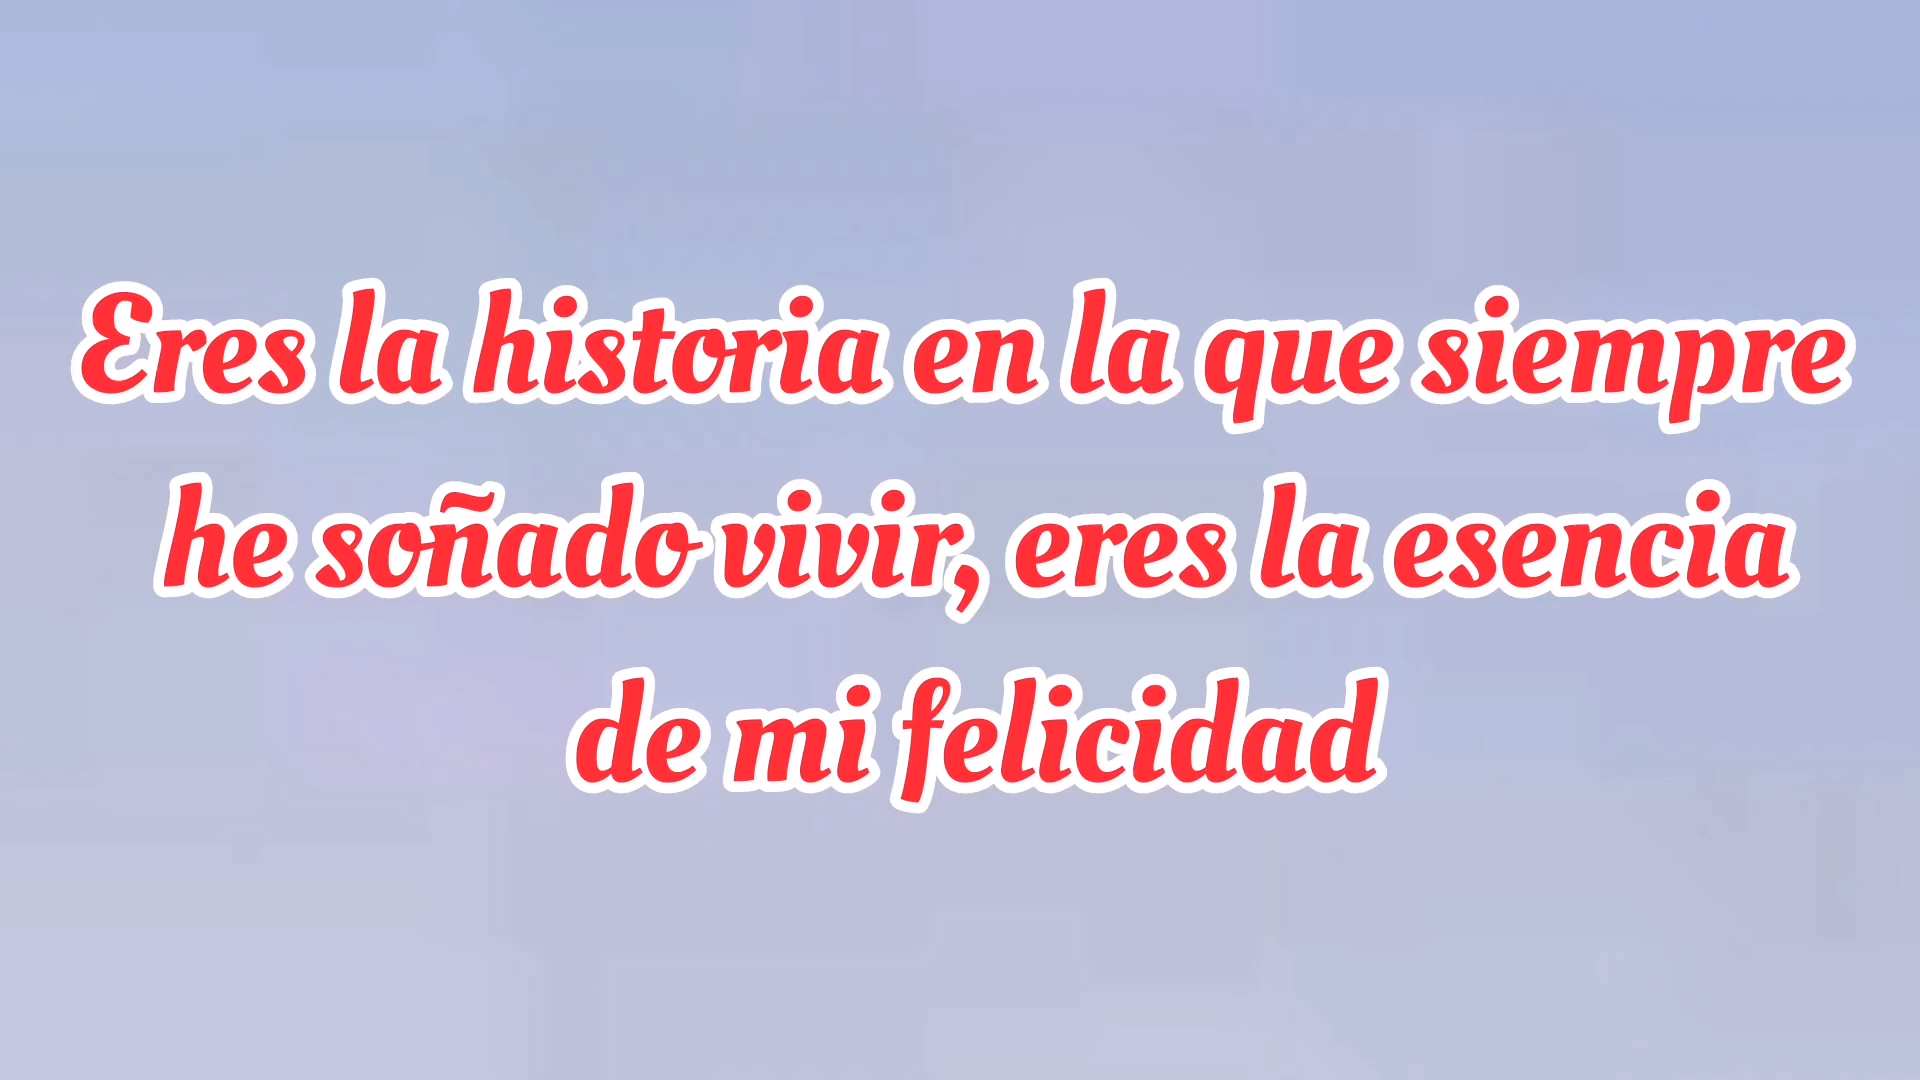 Eres la historia en la que siempre
he soñado vivir, eres la esencia
de mi felicidad